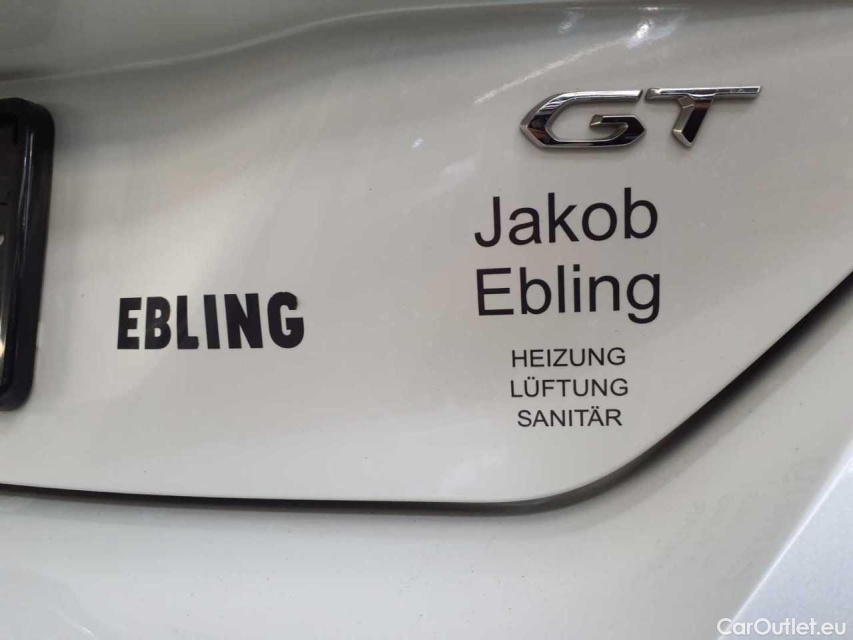 GT
Jakob
Ebling
EBLING
HEIZUNG
LÜFTUNG
SANITÄR
CarOutlet.eu